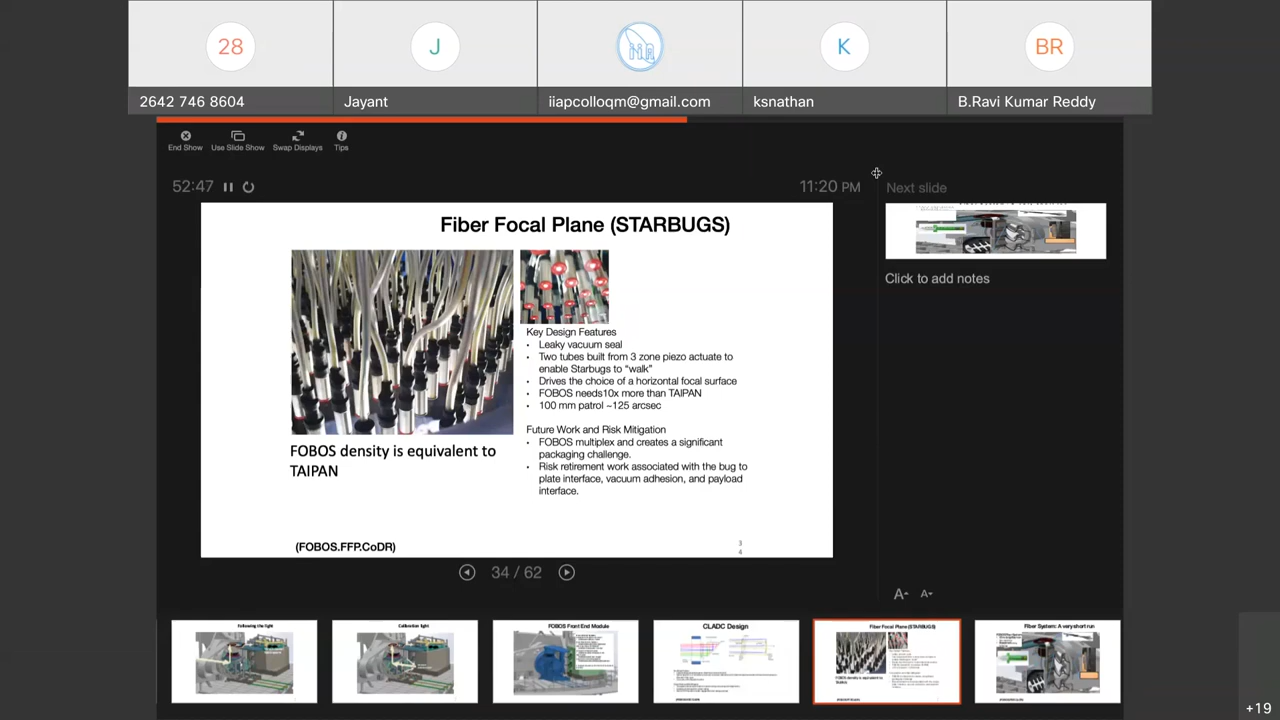 28
J
K
BR
2642 746 8604
Jayant
iiapcolloqm@gmail.com
ksnathan
B.Ravi Kumar Reddy
End Show
Use Slide Show
Swap Displays
Tips
52:47
11:20 PM
Next slide
Fiber Focal Plane (STARBUGS)
Key Design Features
• Leaky vacuum seal
• Two tubes built from 3 zone piezo actuate to
enable Starbugs to “walk”
• Drives the choice of a horizontal focal surface
• FOBOS needs10x more than TAIPAN
• 100 mm patrol ~125 arcsec
Future Work and Risk Mitigation
• FOBOS multiplex and creates a significant
packaging challenge.
• Risk retirement work associated with the bug to
plate interface, vacuum adhesion, and payload
interface.
FOBOS density is equivalent to
TAIPAN
(FOBOS.FFP.CoDR)
3
4
Click to add notes
34 / 62
A
A
Following the light
Calibration light
FOBOS Front End Module
CLADC Design
Fiber Focal Plane (STARBUGS)
Fiber System: A very short run
+19